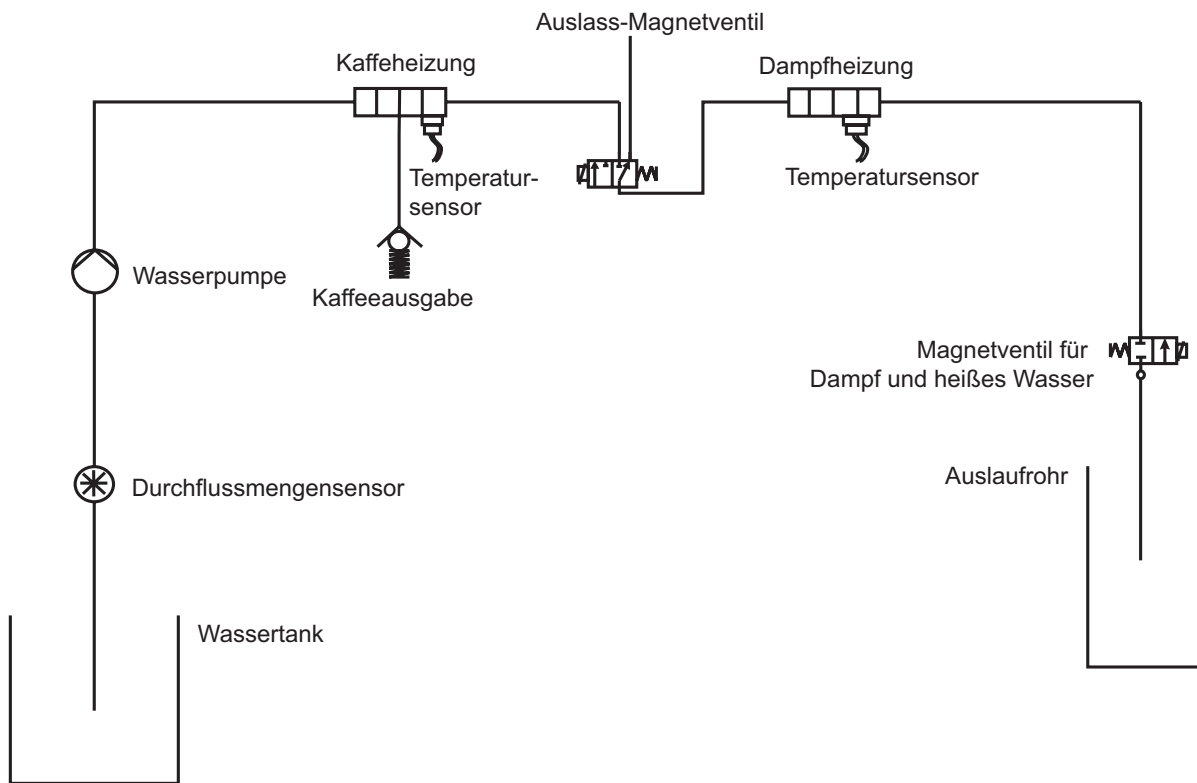 Auslass-Magnetventil
Kaffeheizung
Dampfheizung
Temperatur-
sensor
Temperatursensor
Wasserpumpe
Kaffeeausgabe
Magnetventil für
Dampf und heißes Wasser
Durchflussmengensensor
Auslaufrohr
Wassertank